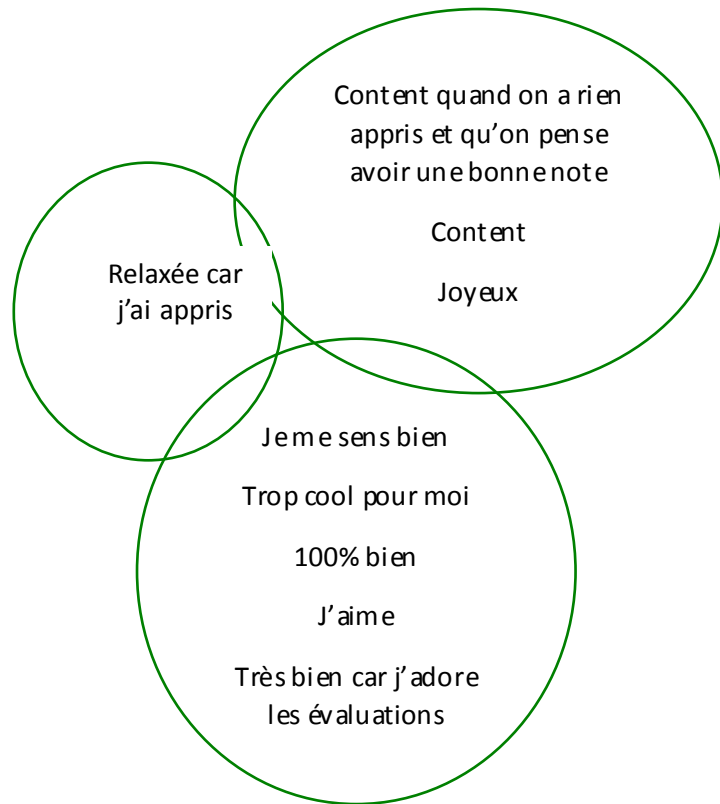 Content quand on a rien
appris et qu’on pense
avoir une bonne note
Content
Joyeux
Relaxée car
j’ai appris
Je me sens bien
Trop cool pour moi
100% bien
J’aime
Très bien car j’adore
les évaluations